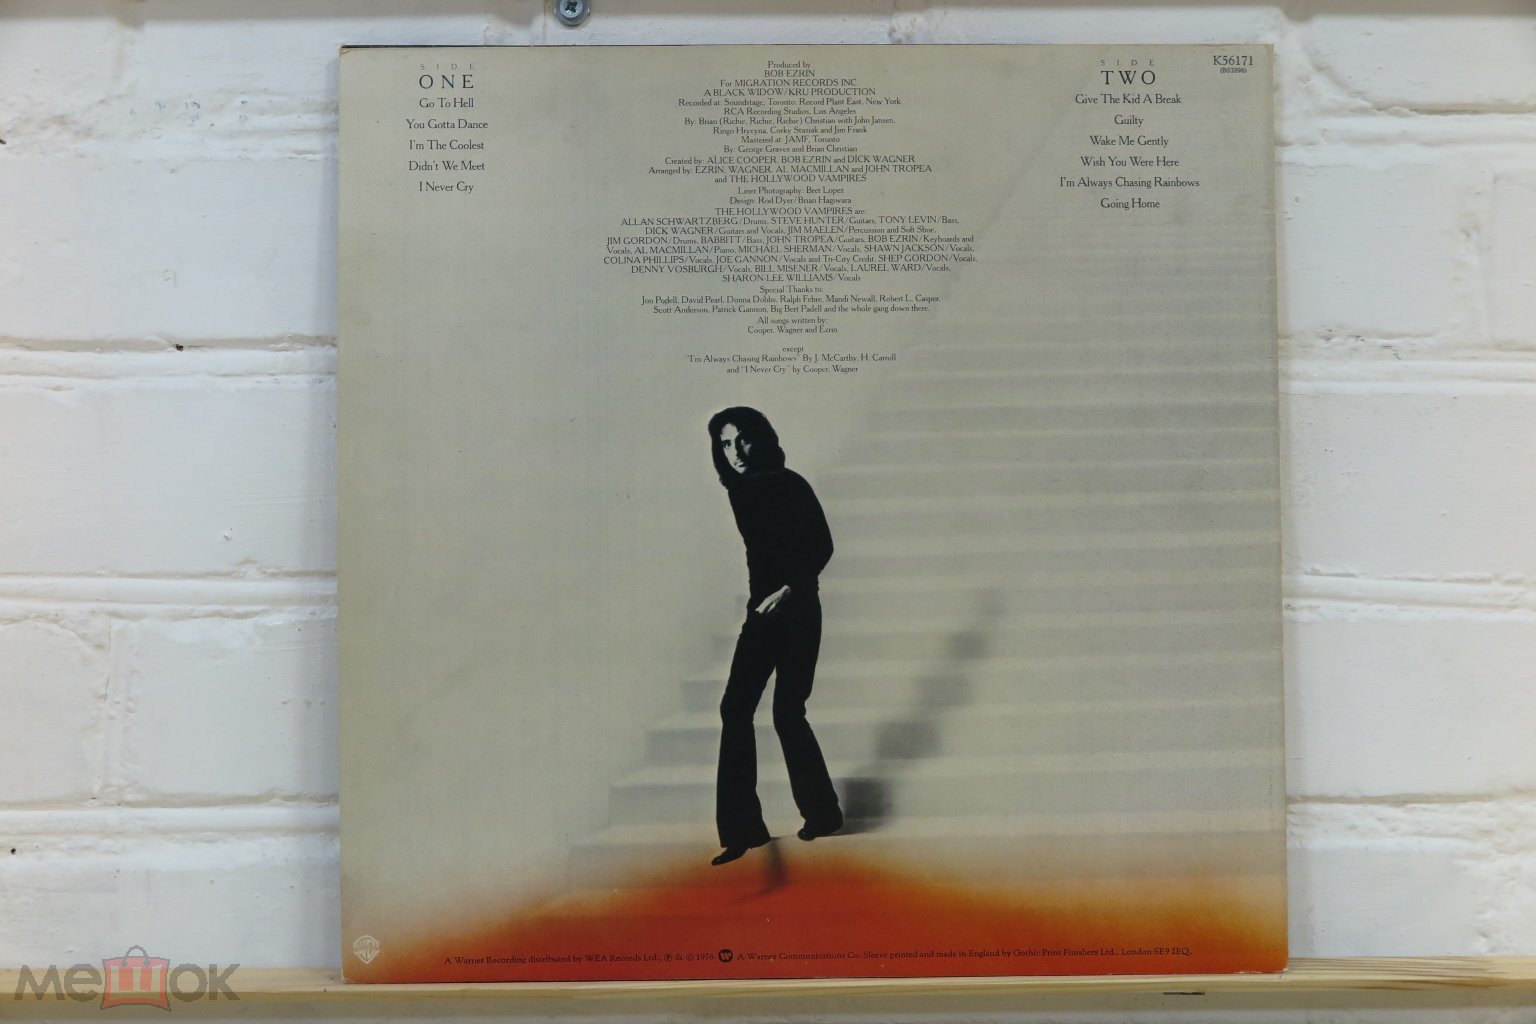 SIDE
ONE
Go To Hell
You Gotta Dance
I'm The Coolest
Didn't We Meet
I Never Cry
Produced by
BOB EZRIN
For MIGRATION RECORDS INC
A BLACK WIDOW/KRU PRODUCTION
Recorded at: Soundstage, Toronto; Record Plant East, New York
RCA Recording Studios, Los Angeles
By: Brian (Richie, Richie, Richie) Christian with John Jansen,
Ringo Hrycyna, Corky Stasiak and Jim Frank
Mastered at: JAMF, Toronto
By: George Graves and Brian Christian
Created by: ALICE COOPER, BOB EZRIN and DICK WAGNER
Arranged by: EZRIN, WAGNER, AL MACMILLAN and JOHN TROPEA
and THE HOLLYWOOD VAMPIRES
Liner Photography: Bret Lopez
Design: Rod Dyer/Brian Hagiwara
THE HOLLYWOOD VAMPIRES are:
ALLAN SCHWARTZBERG/Drums, STEVE HUNTER/Guitars, TONY LEVIN/Bass,
DICK WAGNER/Guitars and Vocals, JIM MAELEN/Percussion and Soft Shoe,
JIM GORDON/Drums, BABBITT/Bass, JOHN TROPEA/Guitars, BOB EZRIN/Keyboards and
Vocals, AL MACMILLAN/Piano, MICHAEL SHERMAN/Vocals, SHAWN JACKSON/Vocals,
COLINA PHILLIPS/Vocals, JOE GANNON/Vocals and Tri-City Credit, SHEP GORDON/Vocals,
DENNY VOSBURGH/Vocals, BILL MISENER/Vocals, LAUREL WARD/Vocals,
SHARON-LEE WILLIAMS/Vocals
Special Thanks to:
Jon Podell, David Pearl, Donna Dobbs, Ralph Febre, Mandi Newall, Robert L. Casper,
Scott Anderson, Patrick Gannon, Big Bert Padell and the whole gang down there.
All songs written by:
Cooper, Wagner and Ezrin
except
"I'm Always Chasing Rainbows" By J. McCarthy, H. Carroll
and "I Never Cry" by Cooper, Wagner
SIDE
TWO
Give The Kid A Break
Guilty
Wake Me Gently
Wish You Were Here
I'm Always Chasing Rainbows
Going Home
K56171
(BS2896)
A Warner Recording distributed by WEA Records Ltd., ℗ & © 1976 A Warner Communications Co. Sleeve printed and made in England by Gothic Print Finishers Ltd., London SE9 2EQ.
мешок